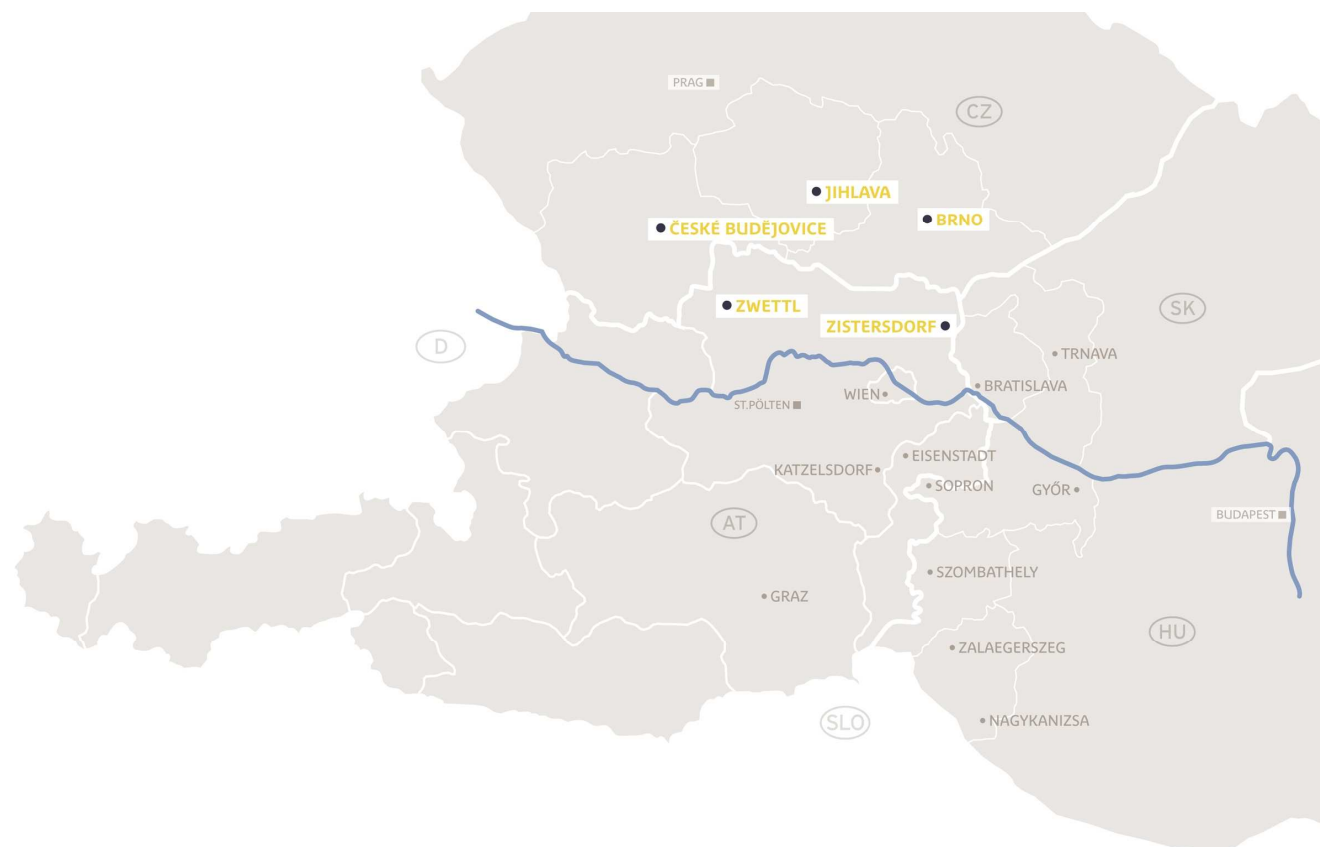 PRAG
CZ
JIHLAVA
BRNO
ČESKÉ BUDĚJOVICE
ZWETTL
SK
ZISTERSDORF
D
TRNAVA
BRATISLAVA
WIEN
ST.PÖLTEN
EISENSTADT
KATZELSDORF
SOPRON
GYŐR
BUDAPEST
AT
SZOMBATHELY
GRAZ
HU
ZALAEGERSZEG
SLO
NAGYKANIZSA